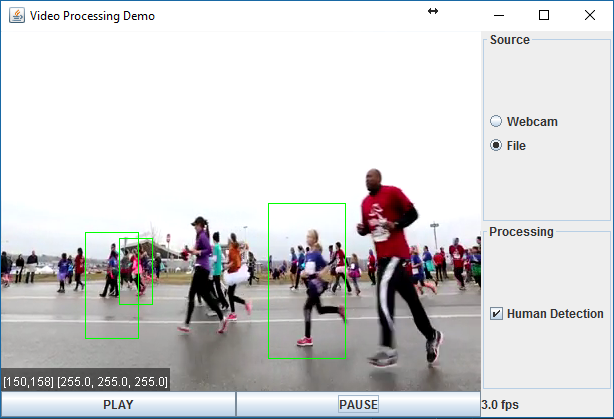 Video Processing Demo
Source
Webcam
File
Processing
Human Detection
[150,158] [255.0, 255.0, 255.0]
PLAY
PAUSE
3.0 fps